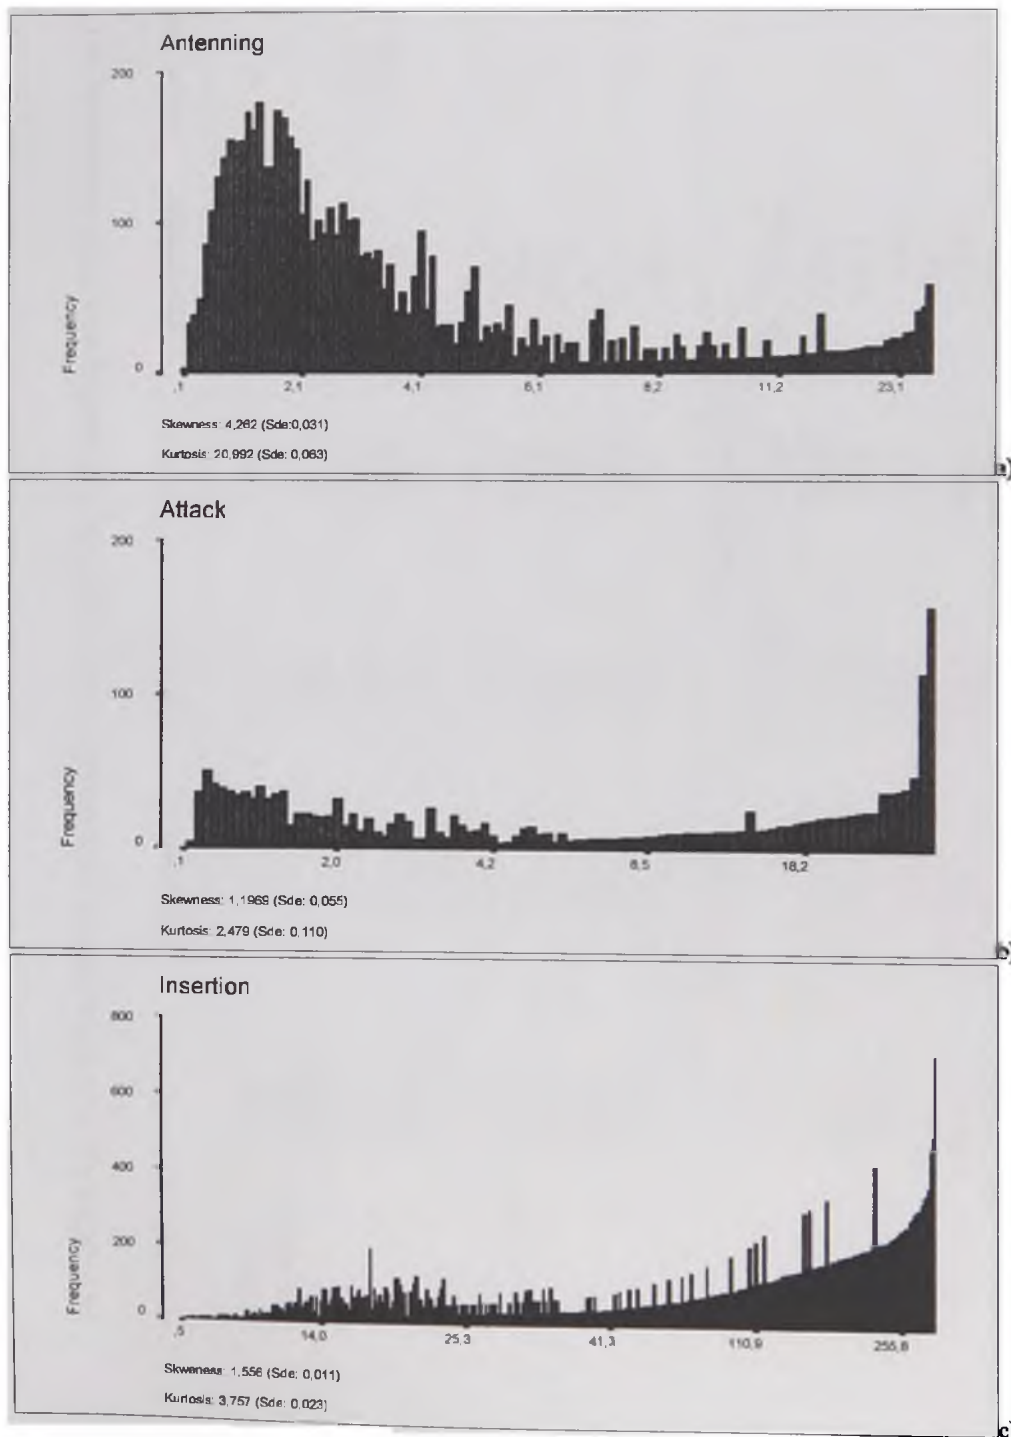 Antenning
200
100
Frequency
0
,1 2,1 4,1 6,1 8,2 11,2 23,1
Skewness: 4,262 (Sde:0,031)
Kurtosis: 20,992 (Sde: 0,063)
a)
Attack
200
100
Frequency
0
,1 2,0 4,2 8,5 18,2
Skewness: 1,1969 (Sde: 0,055)
Kurtosis: 2,479 (Sde: 0,110)
b)
Insertion
800
600
400
200
Frequency
0
,5 14,0 25,3 41,3 110,9 255,8
Skweness: 1,556 (Sde: 0,011)
Kurtosis: 3,757 (Sde: 0,023)
c)